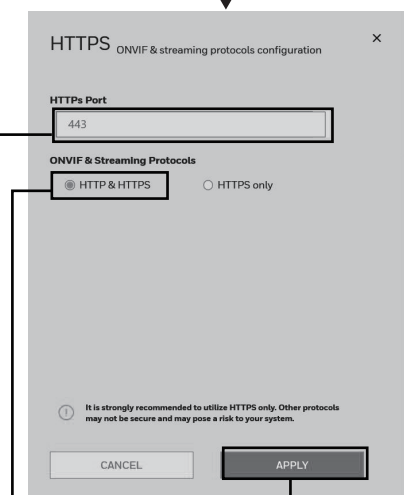 HTTPS ONVIF & streaming protocols configuration
×
HTTPs Port
443
ONVIF & Streaming Protocols
HTTP & HTTPS HTTPS only
It is strongly recommended to utilize HTTPS only. Other protocols
may not be secure and may pose a risk to your system.
CANCEL APPLY